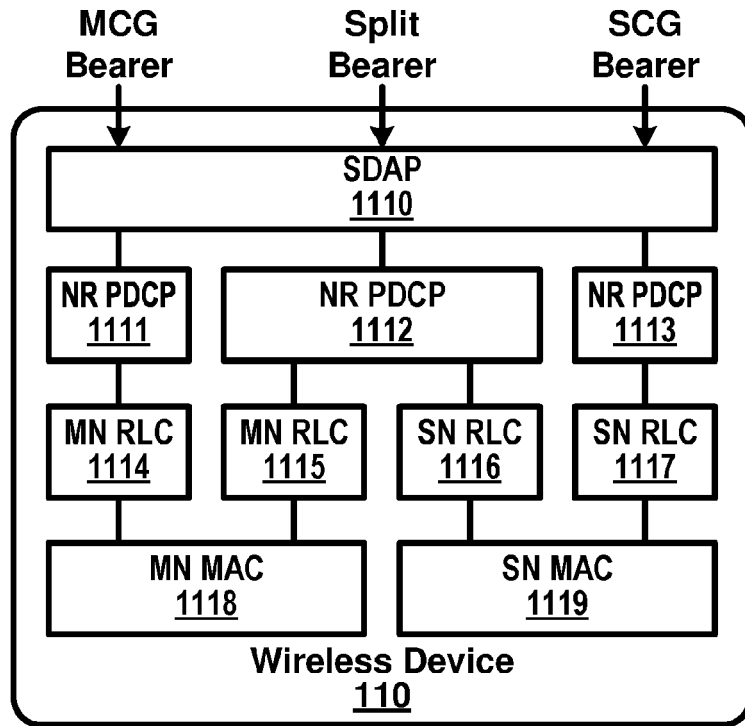 MCG Split SCG
Bearer Bearer Bearer
SDAP
1110
NR PDCP NR PDCP NR PDCP
1111 1112 1113
MN RLC MN RLC SN RLC SN RLC
1114 1115 1116 1117
MN MAC SN MAC
1118 1119
Wireless Device
110